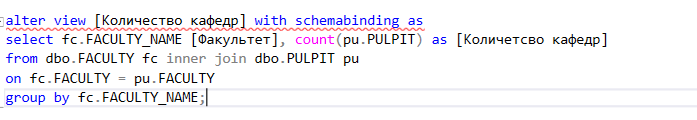 alter view [Количество кафедр] with schemabinding as
select fc.FACULTY_NAME [Факультет], count(pu.PULPIT) as [Количетсво кафедр]
from dbo.FACULTY fc inner join dbo.PULPIT pu
on fc.FACULTY = pu.FACULTY
group by fc.FACULTY_NAME;